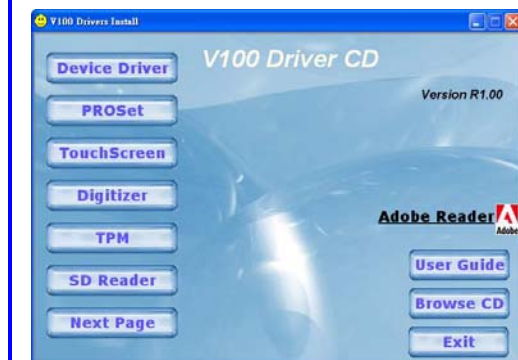 V100 Drivers Install
V100 Driver CD
Version R1.00
Device Driver
PROSet
TouchScreen
Digitizer
TPM
SD Reader
Next Page
Adobe Reader
Adobe
User Guide
Browse CD
Exit